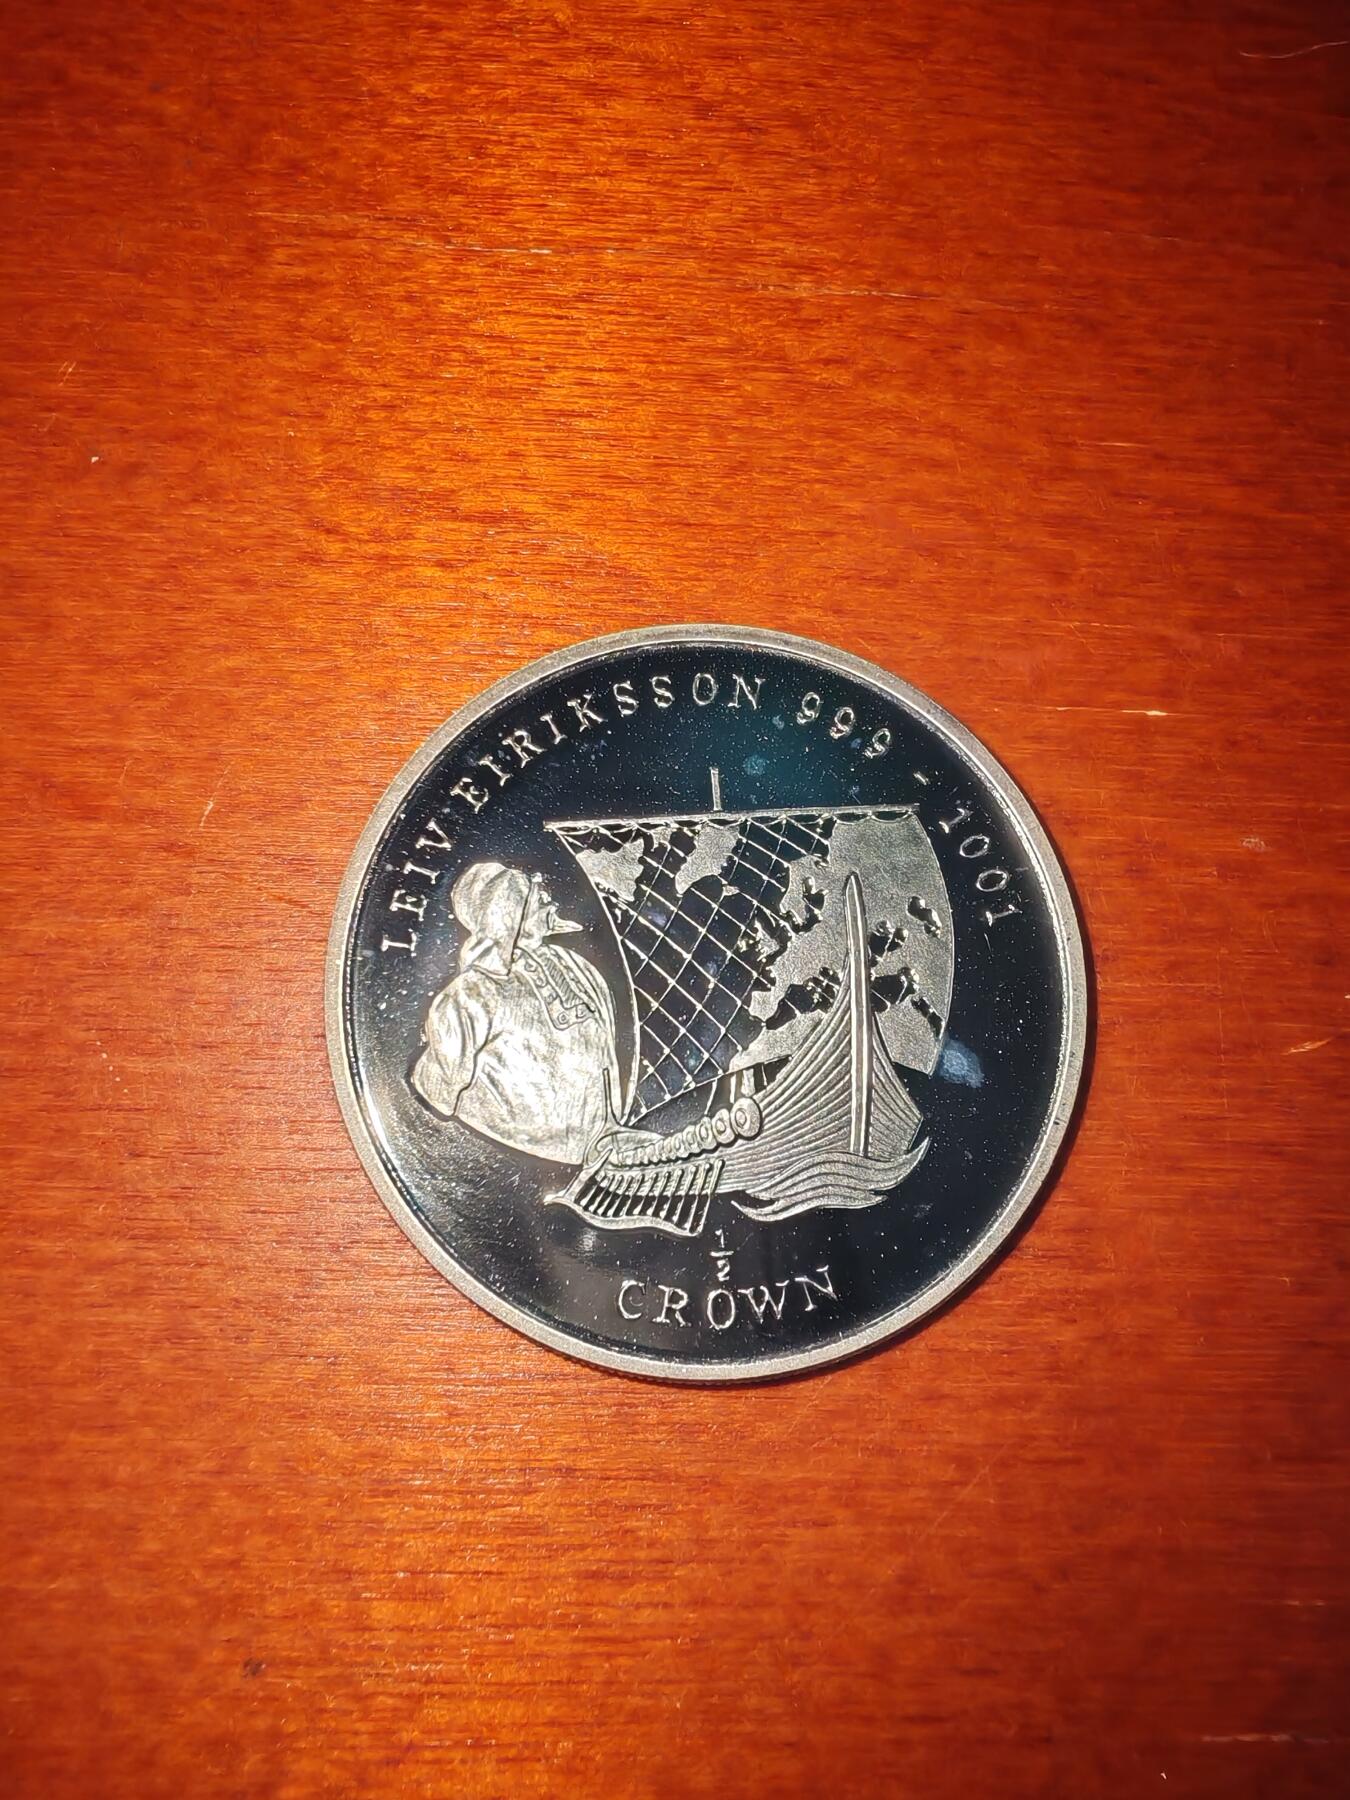 LEIV EIRIKSSON 999 - 1001
1/2
CROWN